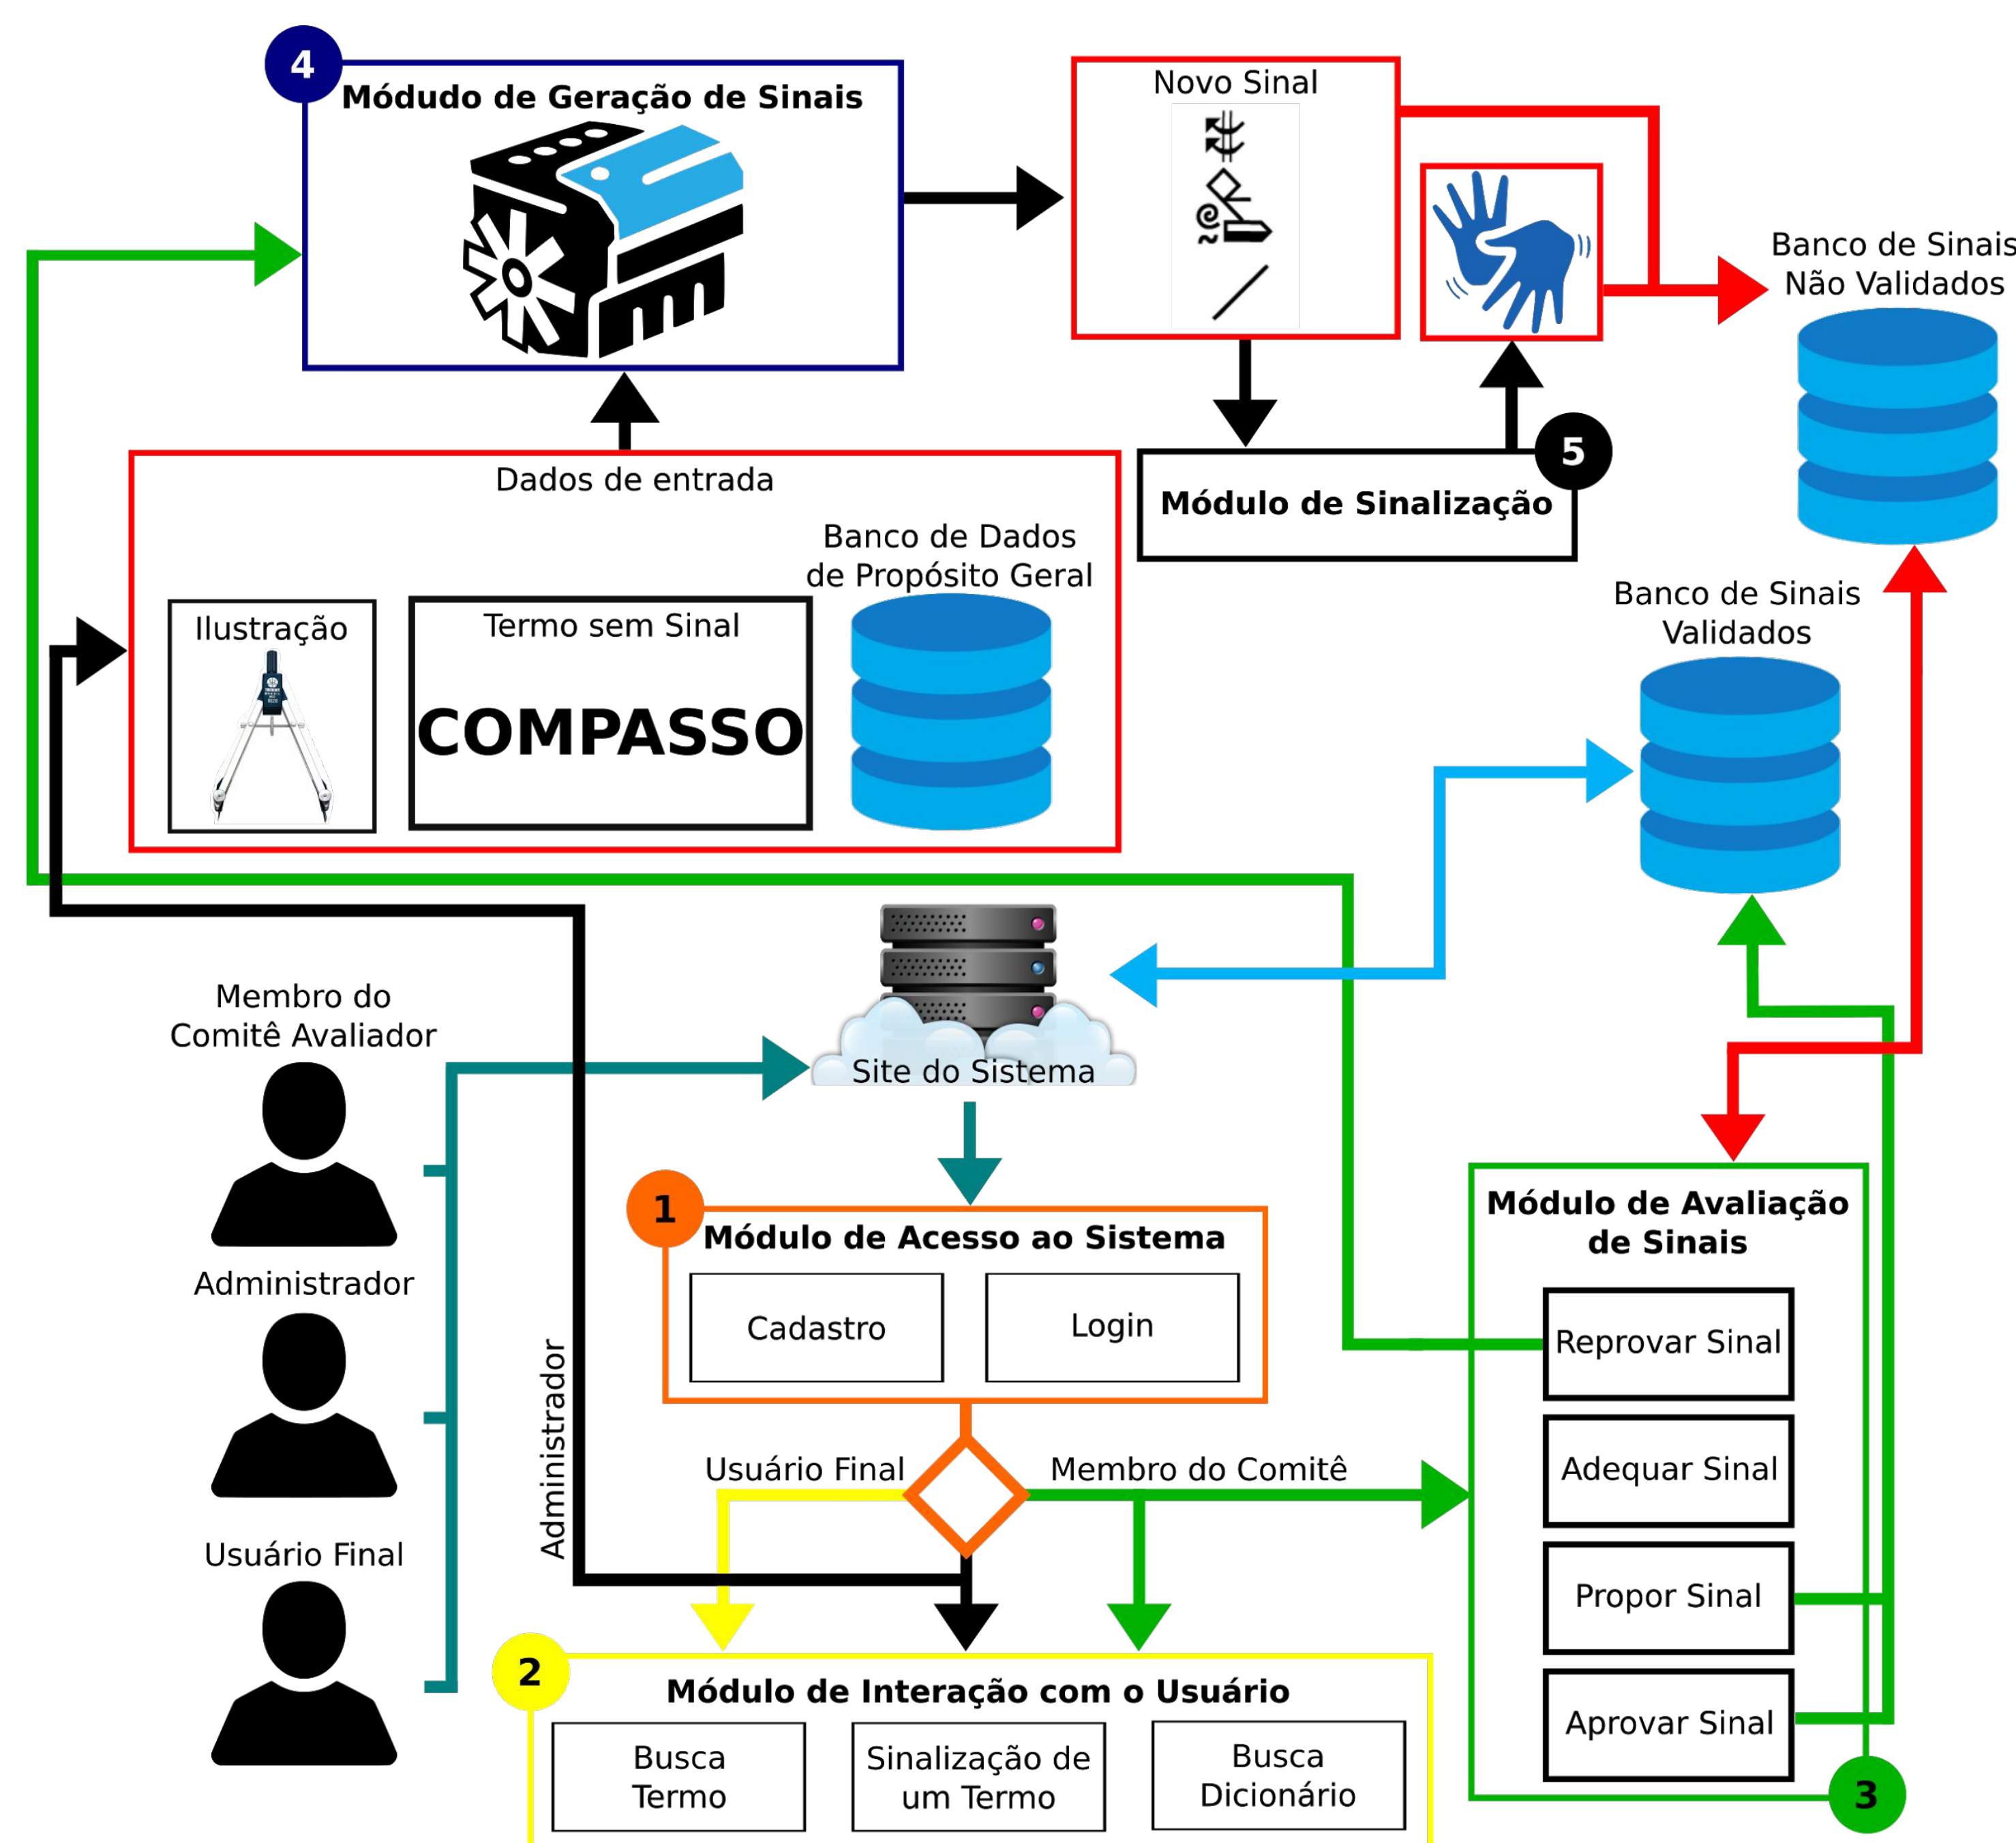 4
Módudo de Geração de Sinais
Novo Sinal
Banco de Sinais
Não Validados
5
Módulo de Sinalização
Dados de entrada
Banco de Dados
de Propósito Geral
Ilustração
Termo sem Sinal
COMPASSO
Banco de Sinais
Validados
Site do Sistema
Membro do
Comitê Avaliador
Administrador
Usuário Final
1
Módulo de Acesso ao Sistema
Cadastro
Login
Administrador
Usuário Final
Membro do Comitê
Módulo de Avaliação
de Sinais
Reprovar Sinal
Adequar Sinal
Propor Sinal
Aprovar Sinal
3
2
Módulo de Interação com o Usuário
Busca
Termo
Sinalização de
um Termo
Busca
Dicionário